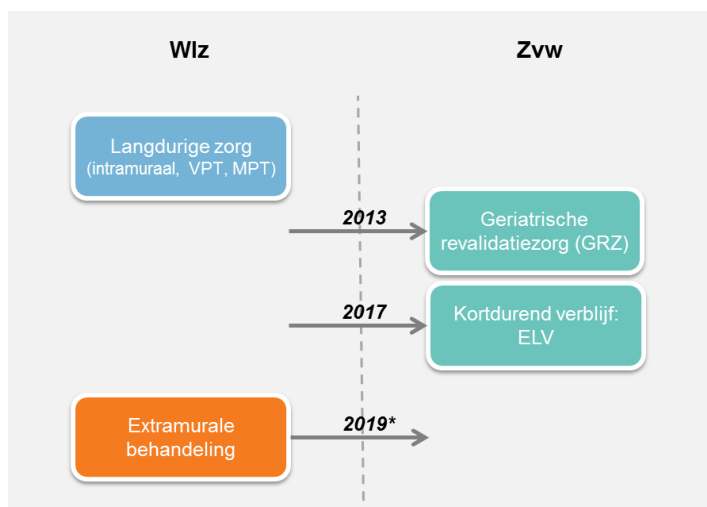 Wlz
Zvw
Langdurige zorg
(intramuraal, VPT, MPT)
2013
Geriatrische
revalidatiezorg (GRZ)
2017
Kortdurend verblijf:
ELV
Extramurale
behandeling
2019*